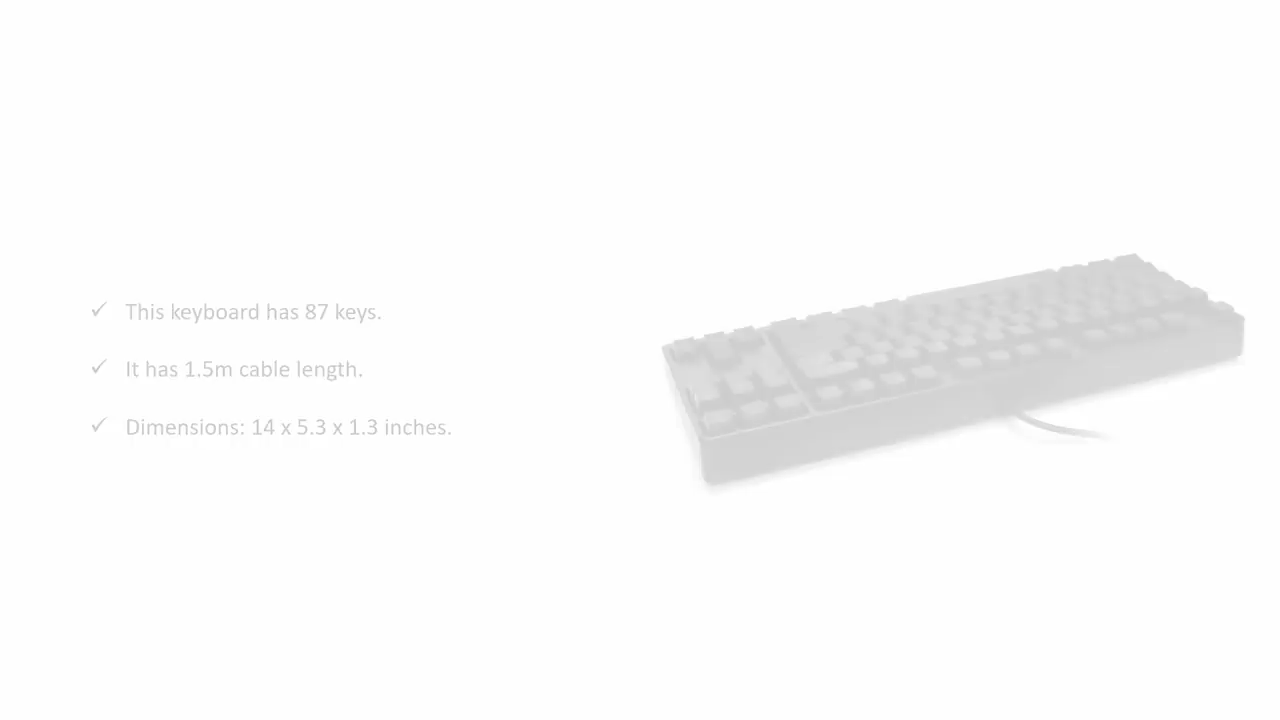 ✓ This keyboard has 87 keys.
✓ It has 1.5m cable length.
✓ Dimensions: 14 x 5.3 x 1.3 inches.